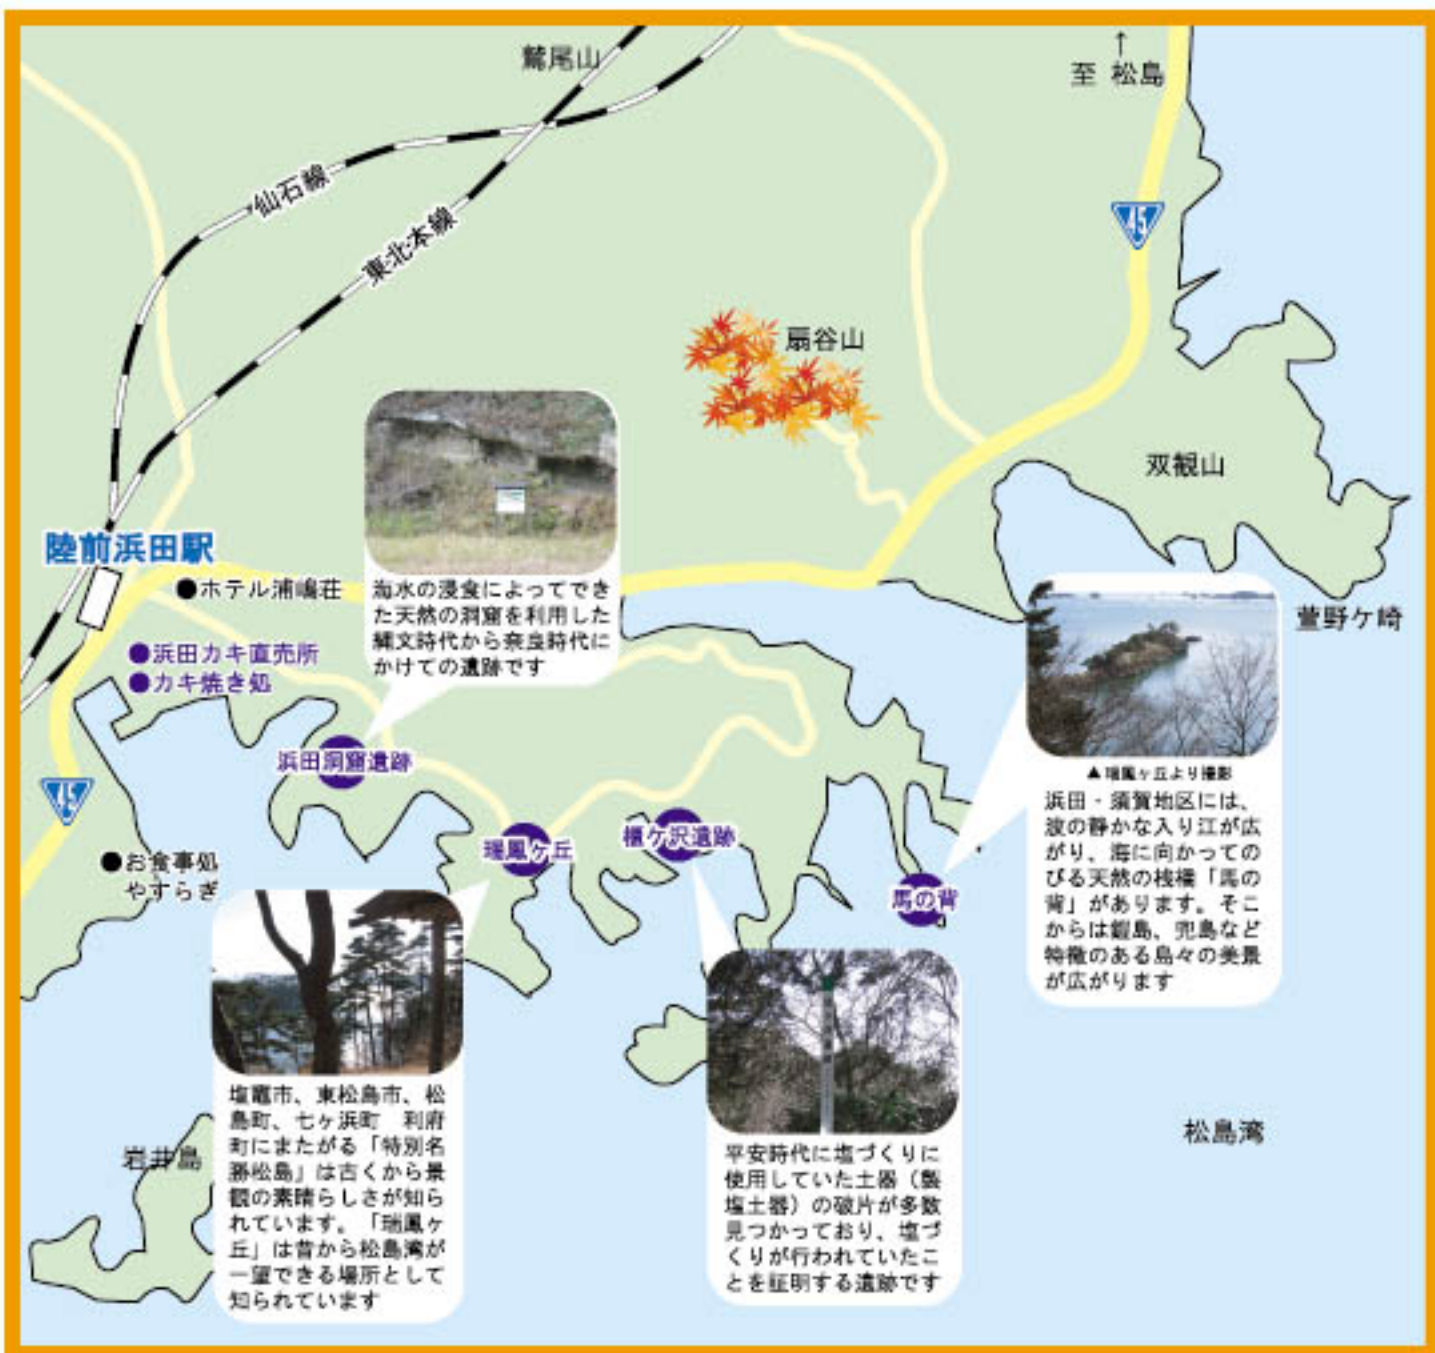 鷲尾山
↑
至 松島
仙石線
東北本線
45
扇谷山
双観山
陸前浜田駅
●ホテル浦嶋荘
海水の浸食によってでき
た天然の洞窟を利用した
縄文時代から奈良時代に
かけての遺跡です
萱野ケ崎
●浜田カキ直売所
●カキ焼き処
浜田洞窟遺跡
▲瑞鳳ヶ丘より撮影
浜田・須賀地区には、
波の静かな入り江が広
がり、海に向かっての
びる天然の桟橋「馬の
背」があります。そこ
からは鎧島、兜島など
特徴のある島々の美景
が広がります
45
●お食事処
やすらぎ
瑞鳳ケ丘
櫃ケ沢遺跡
馬の背
塩竈市、東松島市、松
島町、七ヶ浜町 利府
町にまたがる「特別名
勝松島」は古くから景
観の素晴らしさが知ら
れています。「瑞鳳ヶ
丘」は昔から松島湾が
一望できる場所として
知られています
平安時代に塩づくりに
使用していた土器（製
塩土器）の破片が多数
見つかっており、塩づ
くりが行われていたこ
とを証明する遺跡です
岩井島
松島湾